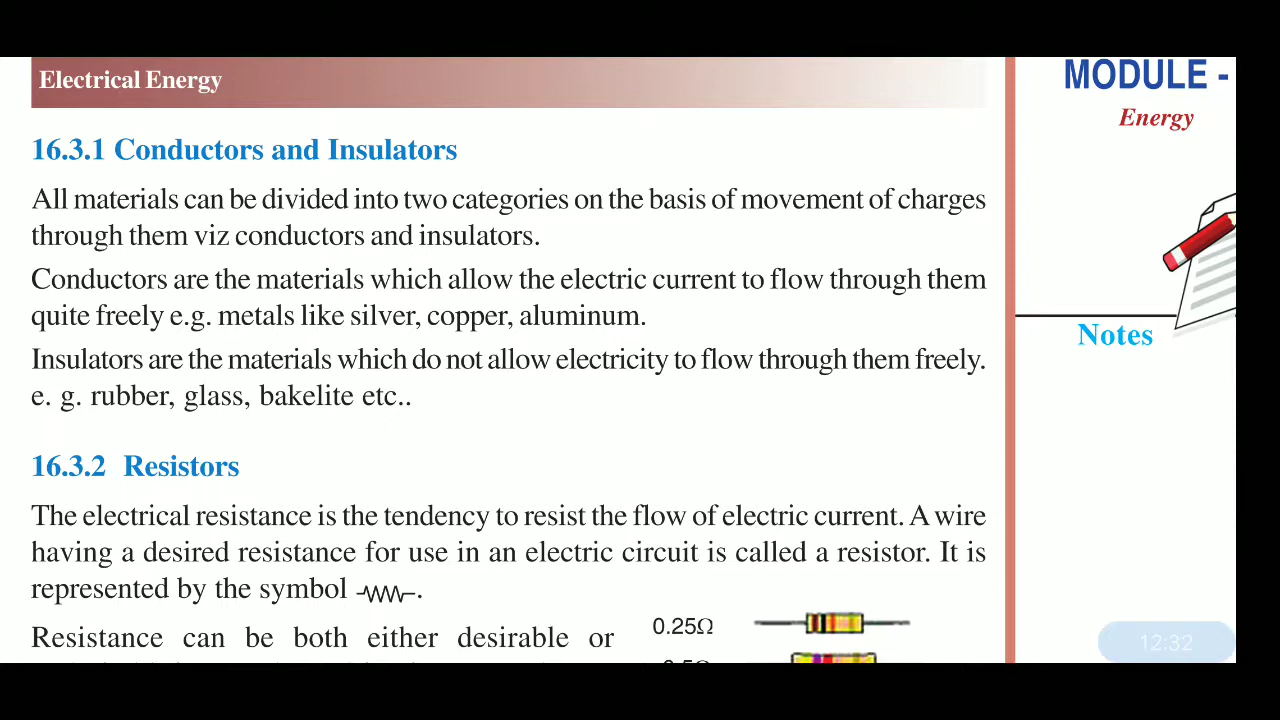 Electrical Energy
MODULE -
Energy
16.3.1 Conductors and Insulators
All materials can be divided into two categories on the basis of movement of charges
through them viz conductors and insulators.
Conductors are the materials which allow the electric current to flow through them
quite freely e.g. metals like silver, copper, aluminum.
Insulators are the materials which do not allow electricity to flow through them freely.
e. g. rubber, glass, bakelite etc..
Notes
16.3.2 Resistors
The electrical resistance is the tendency to resist the flow of electric current. A wire
having a desired resistance for use in an electric circuit is called a resistor. It is
represented by the symbol .
Resistance can be both either desirable or
0.25Ω
12:32